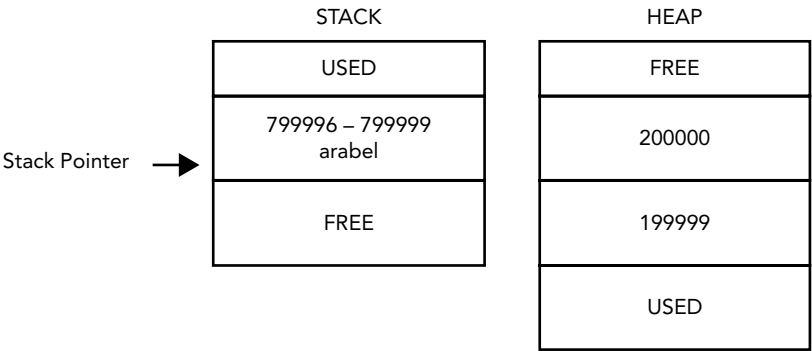 STACK
USED
799996 – 799999
arabel
Stack Pointer
FREE
HEAP
FREE
200000
199999
USED